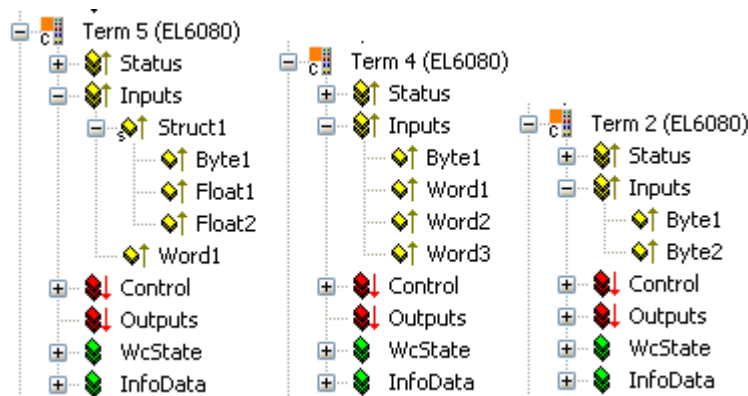 Term 5 (EL6080)
Status
Inputs
Struct1
Byte1
Float1
Float2
Word1
Control
Outputs
WcState
InfoData
Term 4 (EL6080)
Status
Inputs
Byte1
Word1
Word2
Word3
Control
Outputs
WcState
InfoData
Term 2 (EL6080)
Status
Inputs
Byte1
Byte2
Control
Outputs
WcState
InfoData